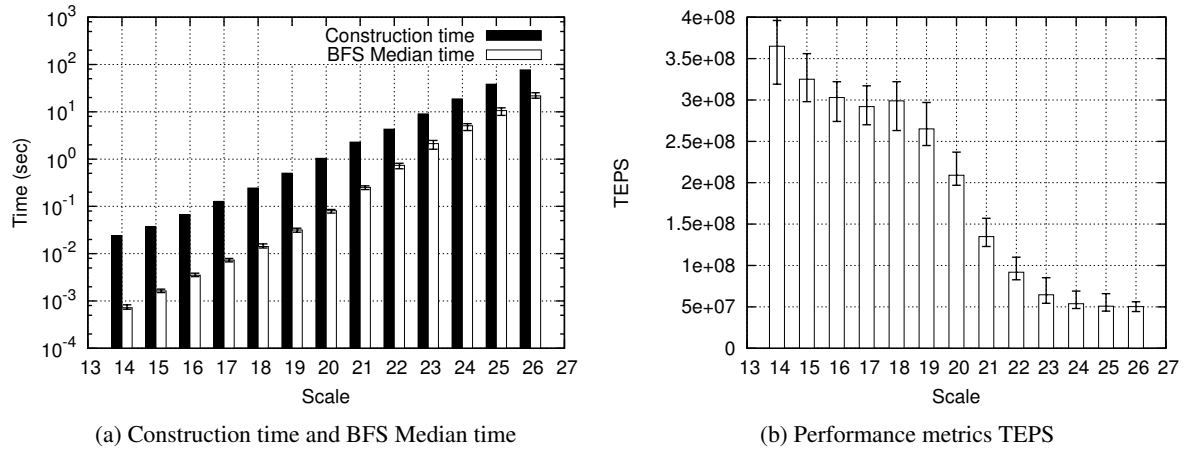 10^3
10^2
10^1
10^0
10^-1
10^-2
10^-3
10^-4
Time (sec)
Construction time
BFS Median time
13 14 15 16 17 18 19 20 21 22 23 24 25 26 27
Scale
(a) Construction time and BFS Median time
4e+08
3.5e+08
3e+08
2.5e+08
2e+08
1.5e+08
1e+08
5e+07
0
TEPS
13 14 15 16 17 18 19 20 21 22 23 24 25 26 27
Scale
(b) Performance metrics TEPS